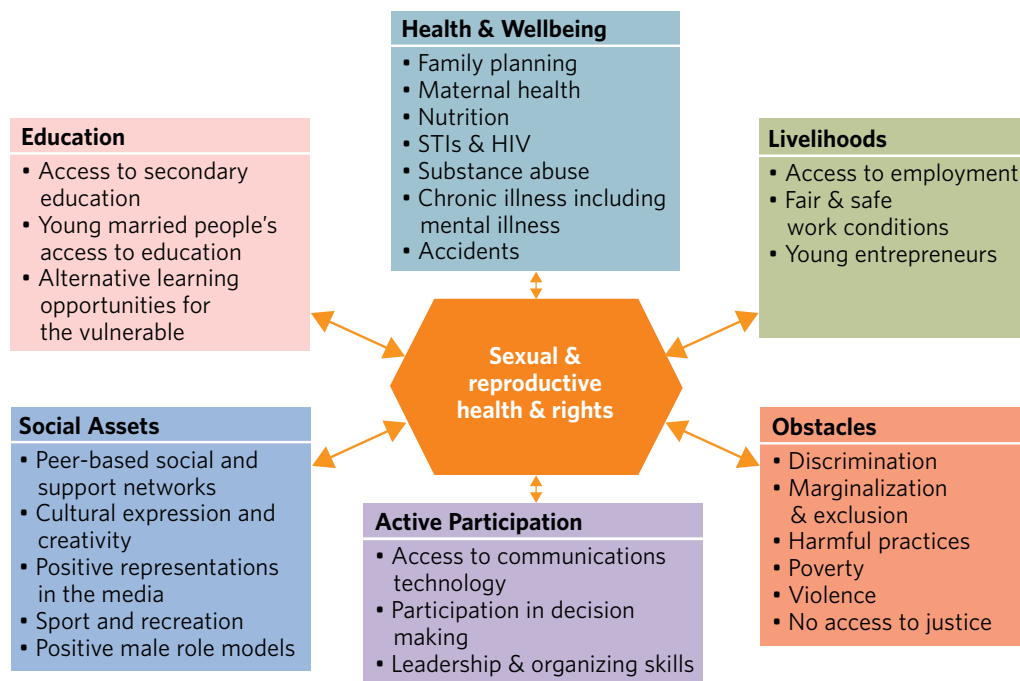 Health & Wellbeing
• Family planning
• Maternal health
• Nutrition
• STIs & HIV
• Substance abuse
• Chronic illness including
mental illness
• Accidents
Education
• Access to secondary
education
• Young married people’s
access to education
• Alternative learning
opportunities for
the vulnerable
Livelihoods
• Access to employment
• Fair & safe
work conditions
• Young entrepreneurs
Sexual &
reproductive
health & rights
Social Assets
• Peer-based social and
support networks
• Cultural expression and
creativity
• Positive representations
in the media
• Sport and recreation
• Positive male role models
Active Participation
• Access to communications
technology
• Participation in decision
making
• Leadership & organizing skills
Obstacles
• Discrimination
• Marginalization
& exclusion
• Harmful practices
• Poverty
• Violence
• No access to justice